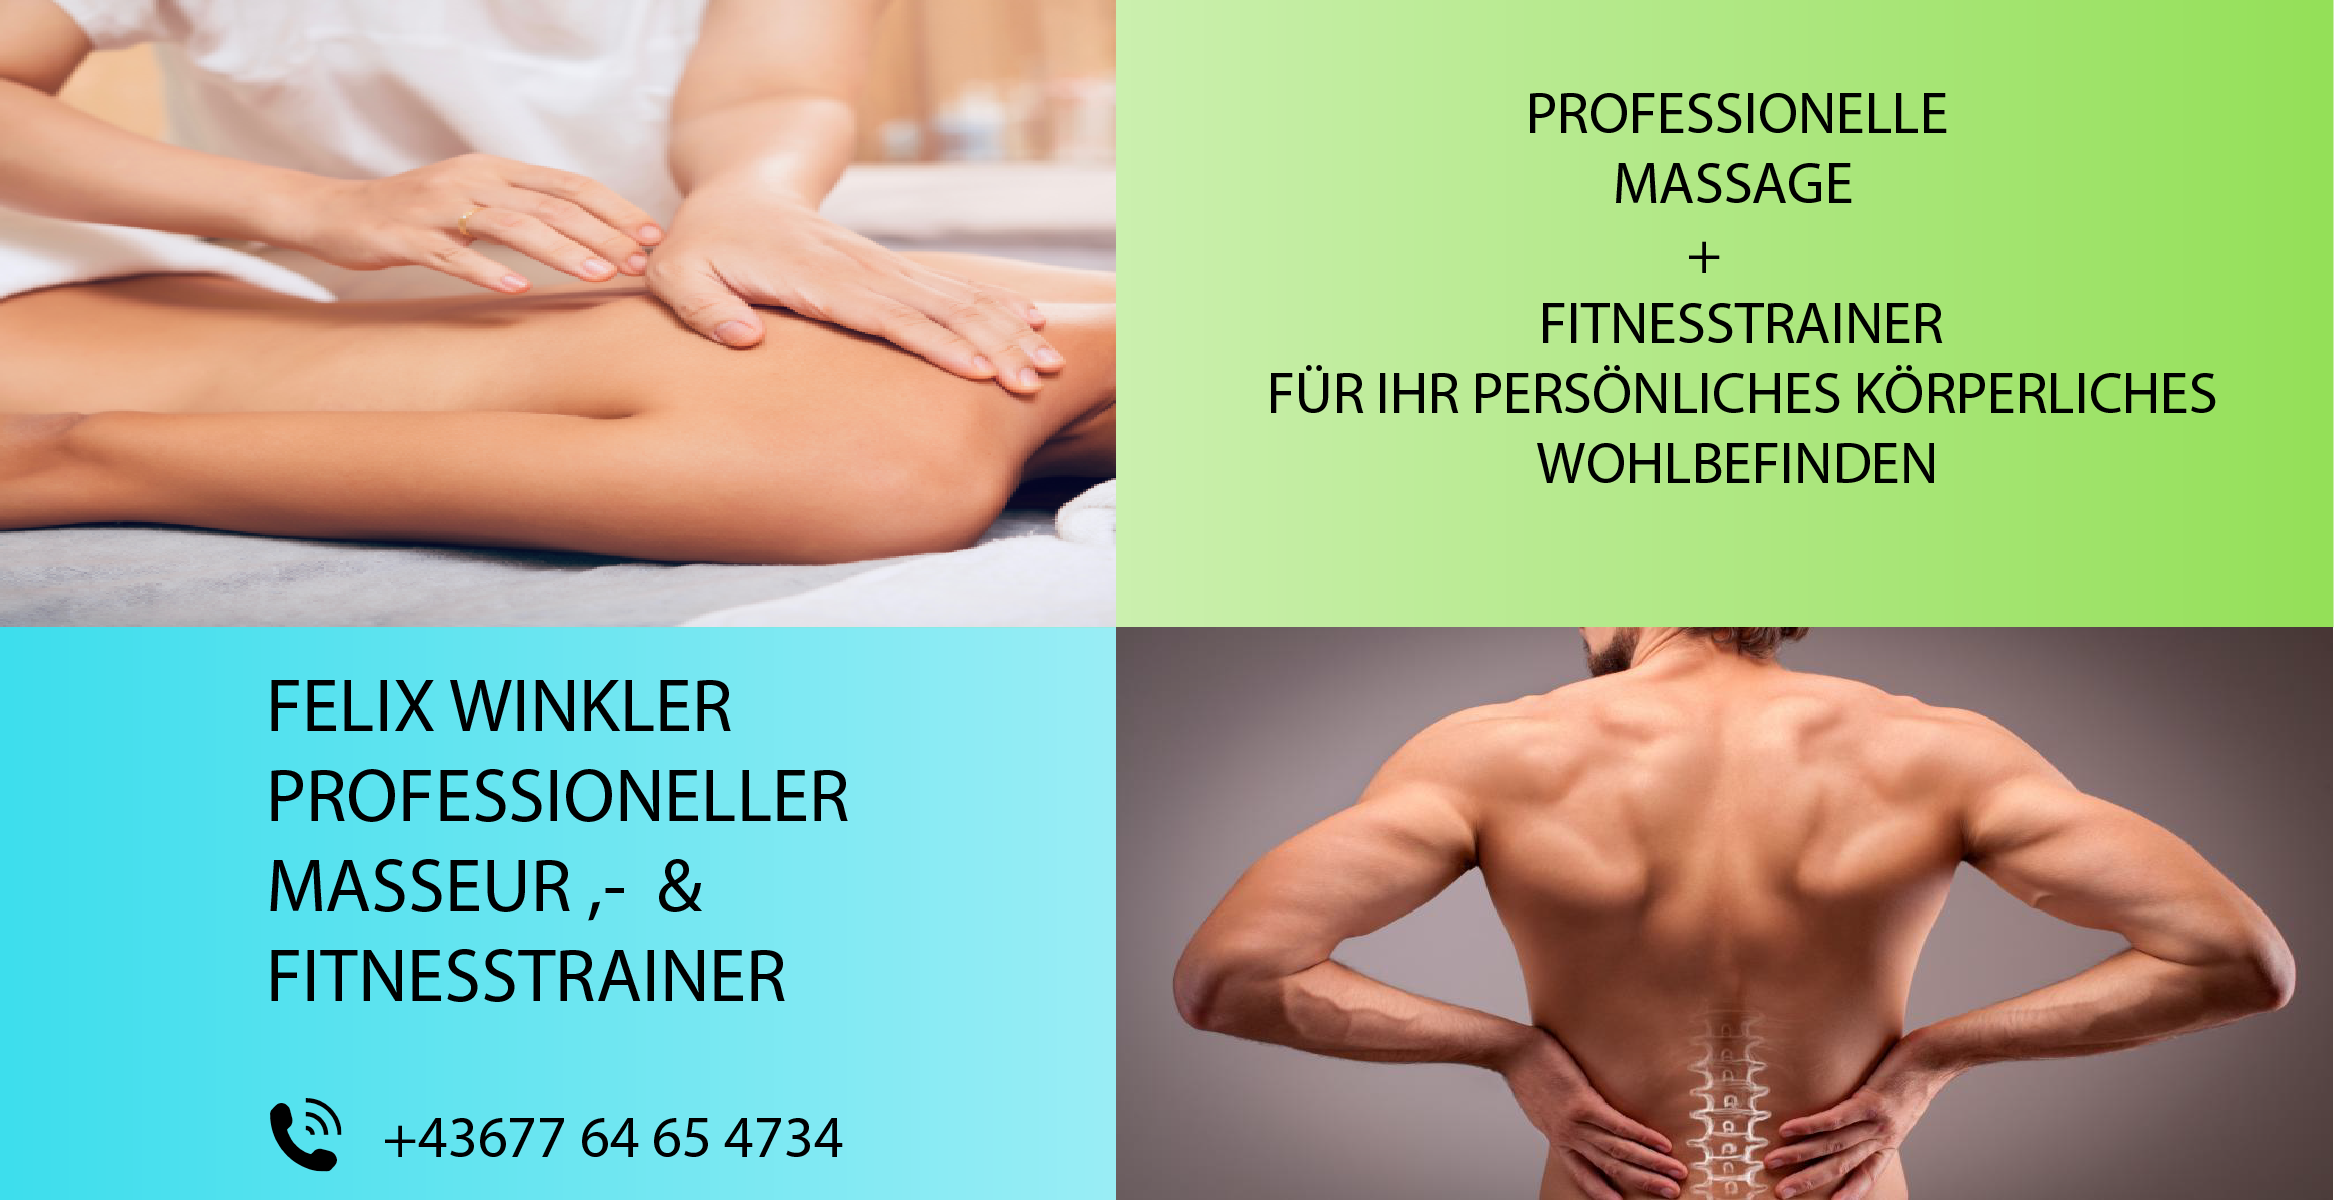 PROFESSIONELLE
MASSAGE
+
FITNESSTRAINER
FÜR IHR PERSÖNLICHES KÖRPERLICHES
WOHLBEFINDEN
FELIX WINKLER
PROFESSIONELLER
MASSEUR ,- &
FITNESSTRAINER
+43677 64 65 4734